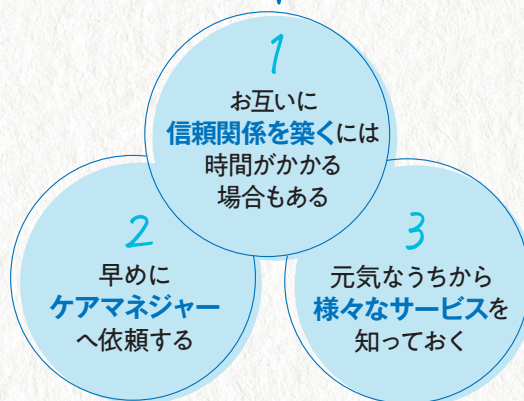 1
お互いに
信頼関係を築くには
時間がかかる
場合もある
2
早めに
ケアマネジャー
へ依頼する
3
元気なうちから
様々なサービスを
知っておく